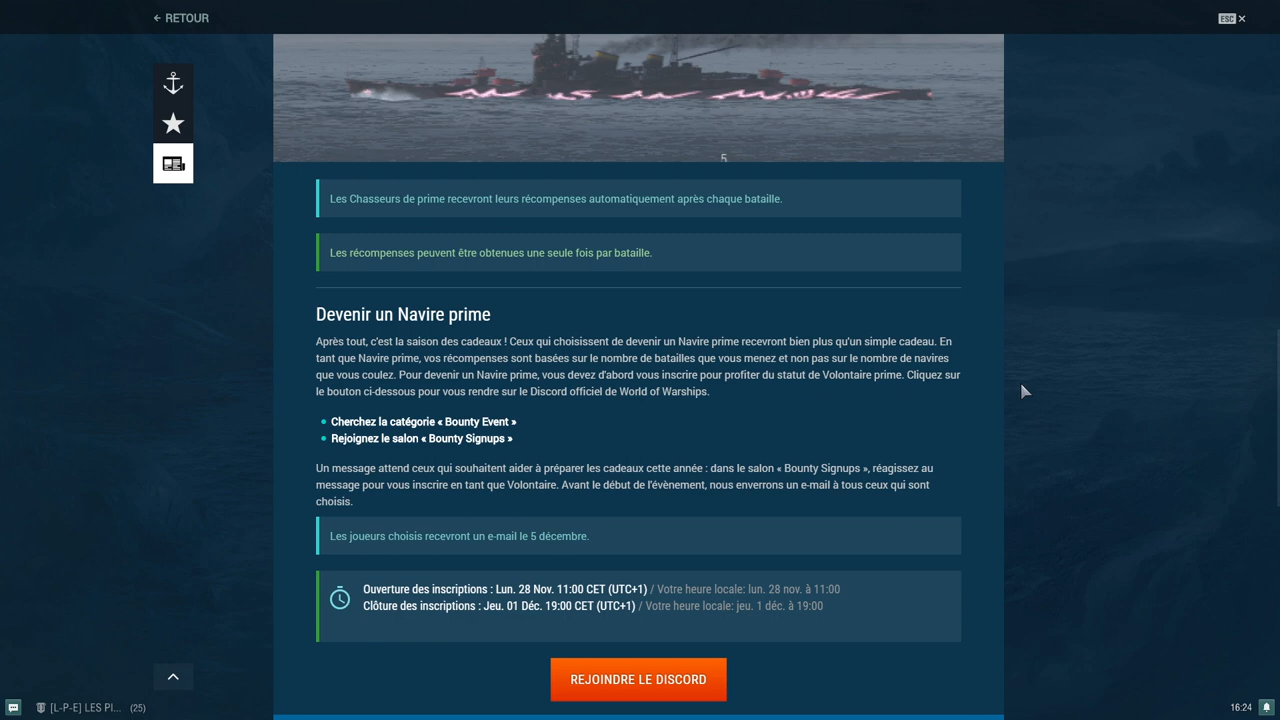 RETOUR
ESC
5
Les Chasseurs de prime recevront leurs récompenses automatiquement après chaque bataille.
Les récompenses peuvent être obtenues une seule fois par bataille.
Devenir un Navire prime
Après tout, c'est la saison des cadeaux ! Ceux qui choisissent de devenir un Navire prime recevront bien plus qu'un simple cadeau. En
tant que Navire prime, vos récompenses sont basées sur le nombre de batailles que vous menez et non pas sur le nombre de navires
que vous coulez. Pour devenir un Navire prime, vous devez d'abord vous inscrire pour profiter du statut de Volontaire prime. Cliquez sur
le bouton ci-dessous pour vous rendre sur le Discord officiel de World of Warships.
Cherchez la catégorie « Bounty Event »
Rejoignez le salon « Bounty Signups »
Un message attend ceux qui souhaitent aider à préparer les cadeaux cette année : dans le salon « Bounty Signups », réagissez au
message pour vous inscrire en tant que Volontaire. Avant le début de l'évènement, nous enverrons un e-mail à tous ceux qui sont
choisis.
Les joueurs choisis recevront un e-mail le 5 décembre.
Ouverture des inscriptions : Lun. 28 Nov. 11:00 CET (UTC+1) / Votre heure locale: lun. 28 nov. à 11:00
Clôture des inscriptions : Jeu. 01 Déc. 19:00 CET (UTC+1) / Votre heure locale: jeu. 1 déc. à 19:00
REJOINDRE LE DISCORD
[L-P-E] LES PI... (25)
16:24